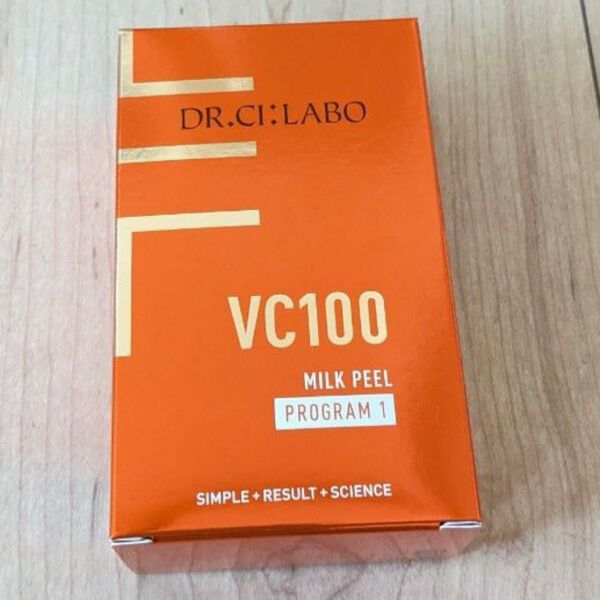 DR.CI:LABO
VC100
MILK PEEL
PROGRAM 1
SIMPLE + RESULT + SCIENCE